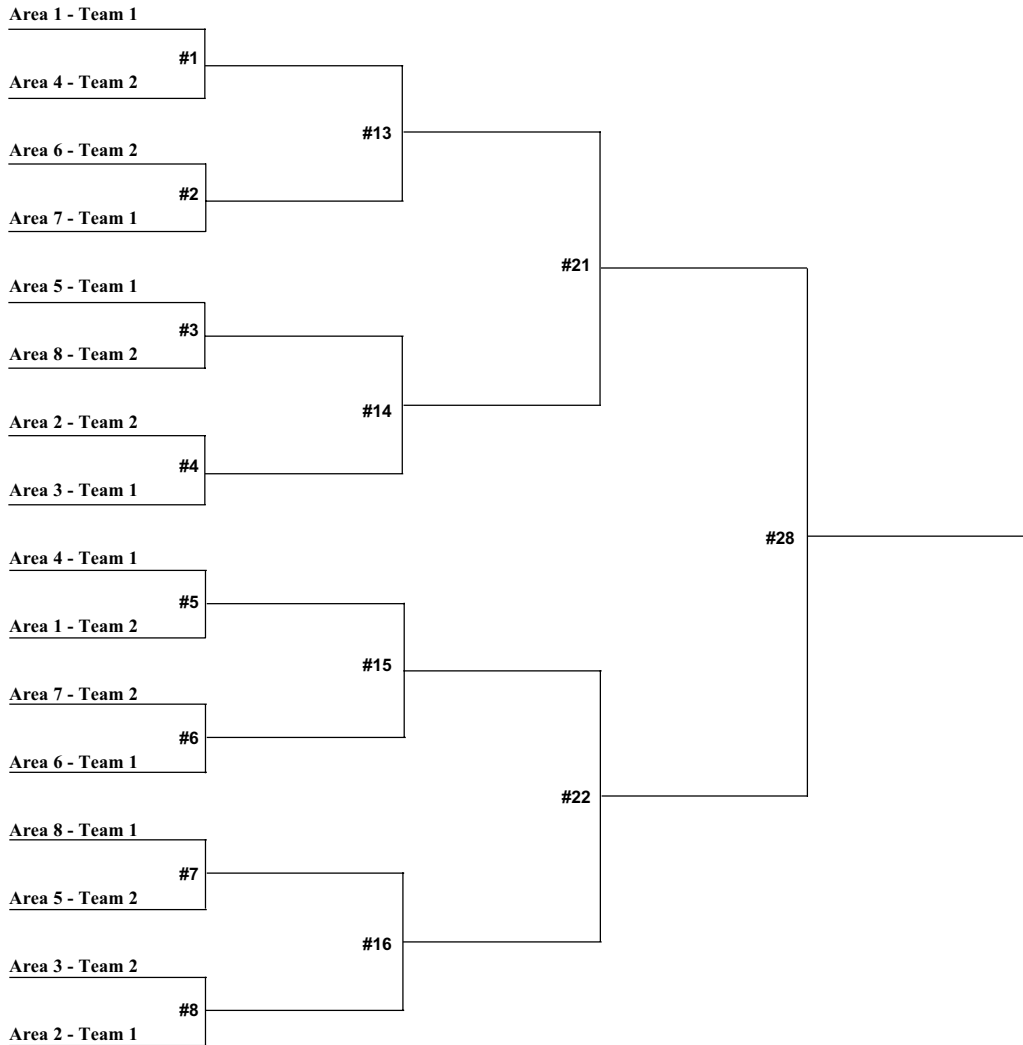 Area 1 - Team 1
#1
Area 4 - Team 2
#13
Area 6 - Team 2
#2
Area 7 - Team 1
#21
Area 5 - Team 1
#3
Area 8 - Team 2
#14
Area 2 - Team 2
#4
Area 3 - Team 1
#28
Area 4 - Team 1
#5
Area 1 - Team 2
#15
Area 7 - Team 2
#6
Area 6 - Team 1
#22
Area 8 - Team 1
#7
Area 5 - Team 2
#16
Area 3 - Team 2
#8
Area 2 - Team 1